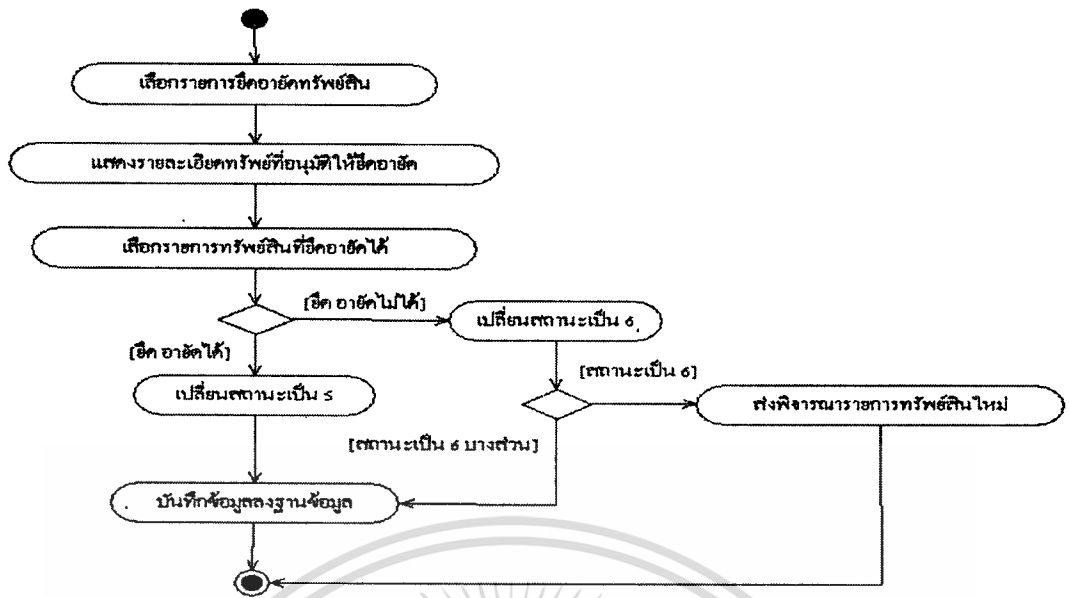 เลือกรายการยึดอายัดทรัพย์สิน
แสดงรายละเอียดทรัพย์ที่อนุมัติให้ยึดอายัด
เลือกรายการทรัพย์สินที่ยึดอายัดได้
[ยึด อายัดไม่ได้]
เปลี่ยนสถานะเป็น 6
[ยึด อายัดได้]
[สถานะเป็น 6]
เปลี่ยนสถานะเป็น 5
ส่งพิจารณารายการทรัพย์สินใหม่
[สถานะเป็น 6 บางส่วน]
บันทึกข้อมูลลงฐานข้อมูล